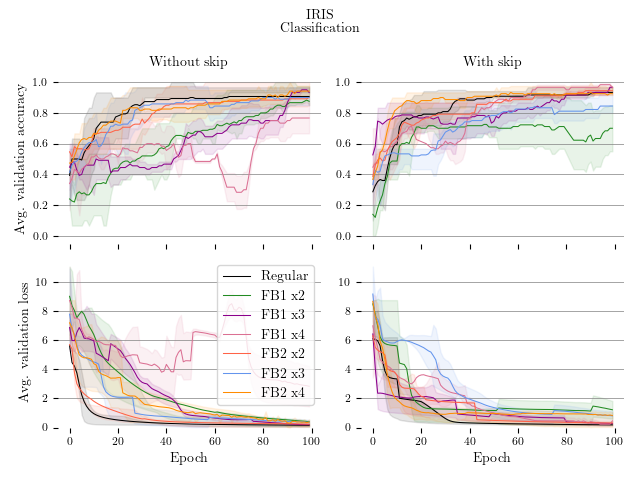 IRIS
Classification
Without skip
With skip
Avg. validation accuracy
1.0
0.8
0.6
0.4
0.2
0.0
1.0
0.8
0.6
0.4
0.2
0.0
Avg. validation loss
10
8
6
4
2
0
Regular
FB1 x2
FB1 x3
FB1 x4
FB2 x2
FB2 x3
FB2 x4
10
8
6
4
2
0
0 20 40 60 80 100
0 20 40 60 80 100
Epoch
Epoch